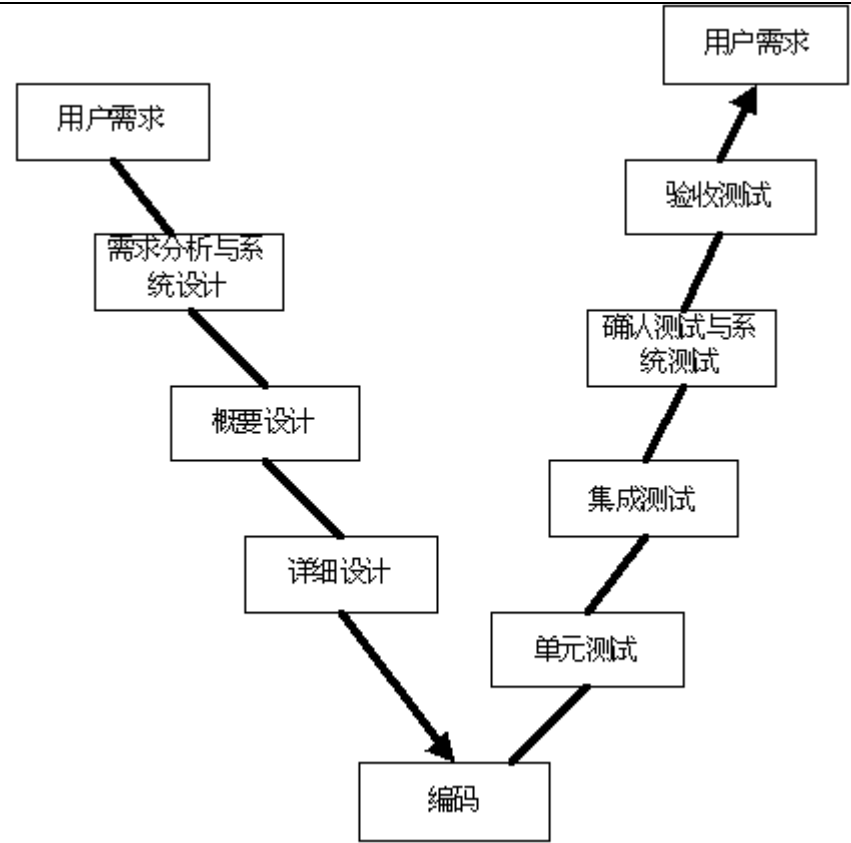 用户需求
用户需求
验收测试
需求分析与系
统设计
确认测试与系
统测试
概要设计
集成测试
详细设计
单元测试
编码